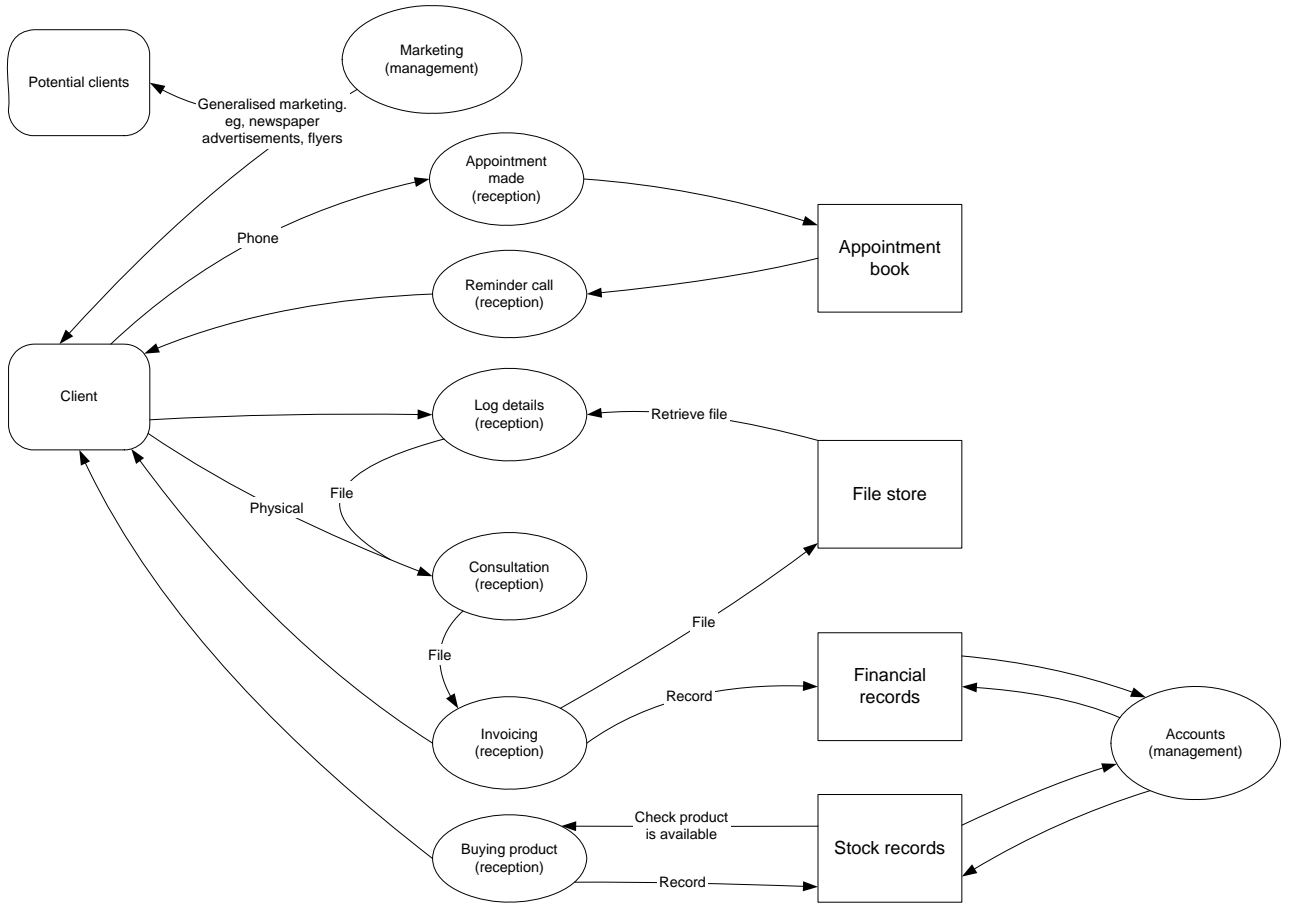 Marketing
(management)
Potential clients
Generalised marketing.
eg, newspaper
advertisements, flyers
Appointment
made
(reception)
Phone
Appointment
book
Reminder call
(reception)
Client
Log details
(reception)
Retrieve file
File
Physical
File store
Consultation
(reception)
File
File
Record
Financial
records
Invoicing
(reception)
Accounts
(management)
Check product
is available
Buying product
(reception)
Stock records
Record